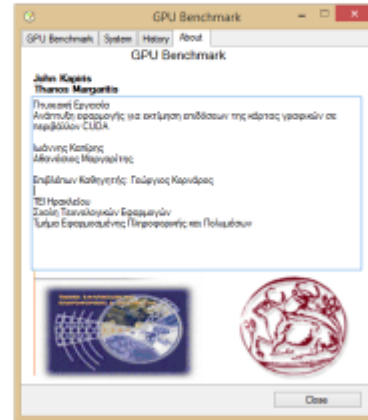 GPU Benchmark
GPU Benchmark System History About
GPU Benchmark
John Kapiris
Thanos Margaritis
Πτυχιακή Εργασία
Ανάπτυξη εφαρμογής για εκτίμηση επιδόσεων της κάρτας γραφικών σε
περιβάλλον CUDA
Ιωάννης Καπίρης
Αθανάσιος Μαργαρίτης
Επιβλέπων Καθηγητής: Γεώργιος Κορνάρος
ΤΕΙ Ηρακλείου
Σχολή Τεχνολογικών Εφαρμογών
Τμήμα Εφαρμοσμένης Πληροφορικής και Πολυμέσων
Close